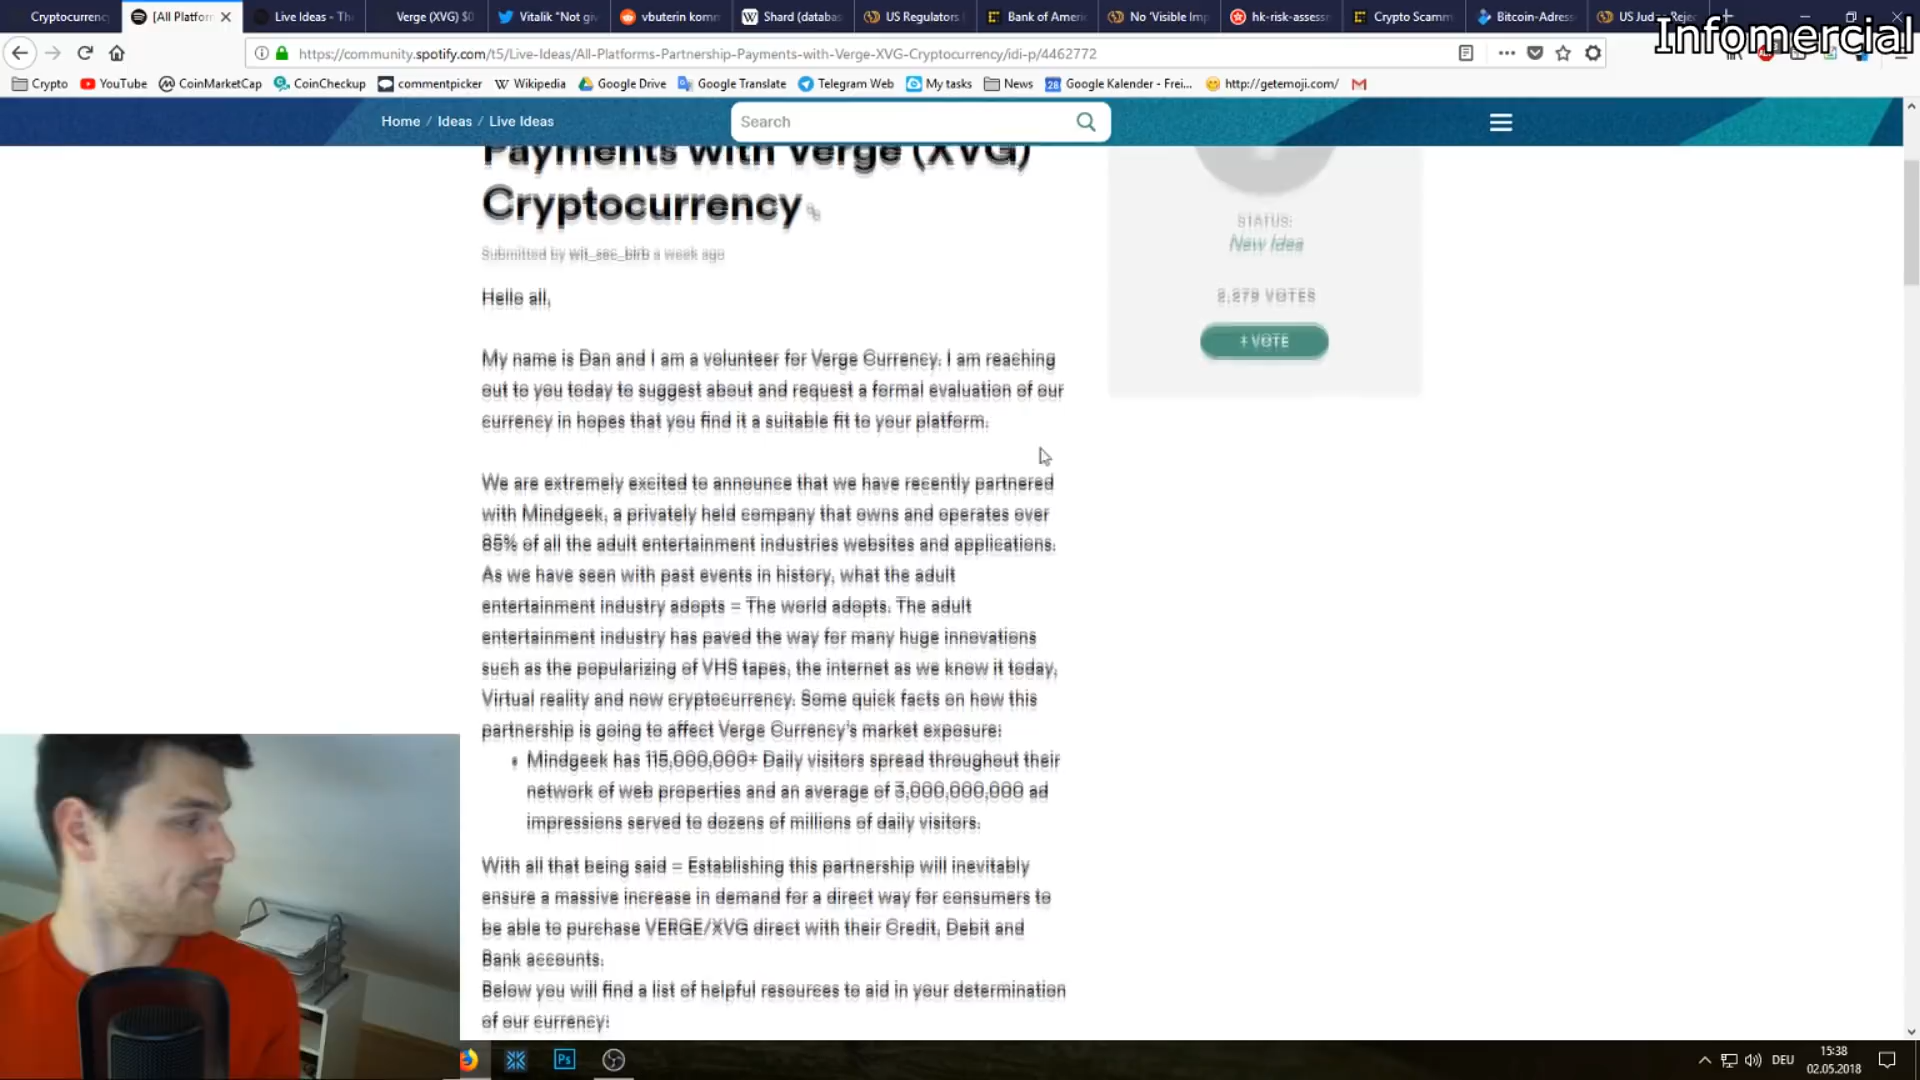 Cryptocurrenc
[All Platforn
Live Ideas - The
Verge (XVG) $0
Vitalik "Not giv
vbuterin komm
Shard (databas
US Regulators
Bank of Ameri
No 'Visible Imp
hk-risk-assessm
Crypto Scamm
Bitcoin-Adress
US Judge Rejec
Infomercial
https://community.spotify.com/t5/Live-Ideas/All-Platforms-Partnership-Payments-with-Verge-XVG-Cryptocurrency/idi-p/4462772
Crypto YouTube CoinMarketCap CoinCheckup commentpicker Wikipedia Google Drive Google Translate Telegram Web My tasks News Google Kalender - Frei... http://getemoji.com/
Home / Ideas / Live Ideas
Search
Payments with Verge (XVG)
Cryptocurrency
Submitted by wit_sec_birb a week ago
STATUS:
New Idea
2,279 VOTES
+ VOTE
Hello all,
My name is Dan and I am a volunteer for Verge Currency. I am reaching
out to you today to suggest about and request a formal evaluation of our
currency in hopes that you find it a suitable fit to your platform.
We are extremely excited to announce that we have recently partnered
with Mindgeek, a privately held company that owns and operates over
85% of all the adult entertainment industries websites and applications.
As we have seen with past events in history, what the adult
entertainment industry adopts = The world adopts. The adult
entertainment industry has paved the way for many huge innovations
such as the popularizing of VHS tapes, the internet as we know it today,
Virtual reality and now cryptocurrency. Some quick facts on how this
partnership is going to affect Verge Currency's market exposure:
• Mindgeek has 115,000,000+ Daily visitors spread throughout their
network of web properties and an average of 3,000,000,000 ad
impressions served to dozens of millions of daily visitors.
With all that being said = Establishing this partnership will inevitably
ensure a massive increase in demand for a direct way for consumers to
be able to purchase VERGE/XVG direct with their Credit, Debit and
Bank accounts.
Below you will find a list of helpful resources to aid in your determination
of our currency:
Ps
DEU
15:38
02.05.2018